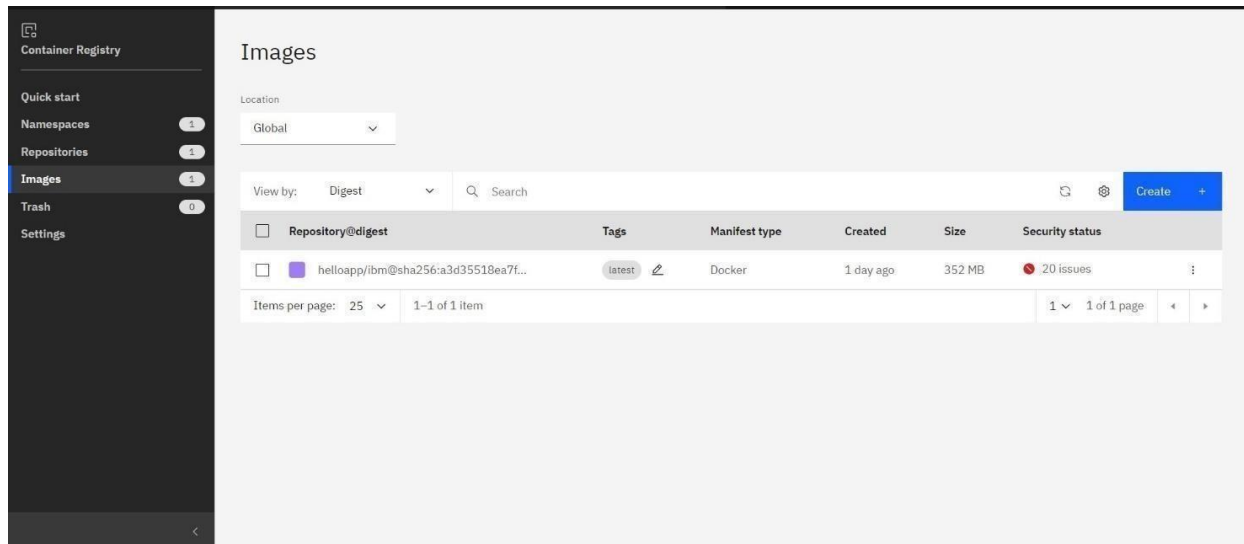 Container Registry
Quick start
Namespaces 1
Repositories 1
Images 1
Trash 0
Settings
Images
Location
Global
View by: Digest Search Create +
Repository@digest Tags Manifest type Created Size Security status
helloapp/ibm@sha256:a3d35518ea7f... latest Docker 1 day ago 352 MB 20 issues
Items per page: 25 1–1 of 1 item 1 1 of 1 page